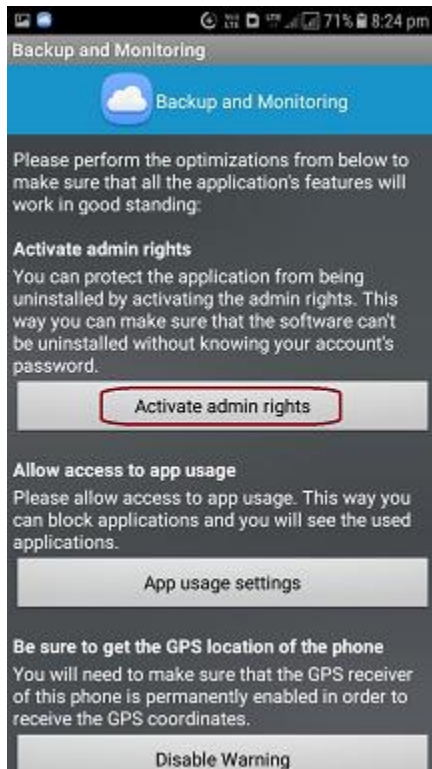 71% 8:24 pm
Backup and Monitoring
Backup and Monitoring
Please perform the optimizations from below to
make sure that all the application's features will
work in good standing:
Activate admin rights
You can protect the application from being
uninstalled by activating the admin rights. This
way you can make sure that the software can't
be uninstalled without knowing your account's
password.
Activate admin rights
Allow access to app usage
Please allow access to app usage. This way you
can block applications and you will see the used
applications.
App usage settings
Be sure to get the GPS location of the phone
You will need to make sure that the GPS receiver
of this phone is permanently enabled in order to
receive the GPS coordinates.
Disable Warning